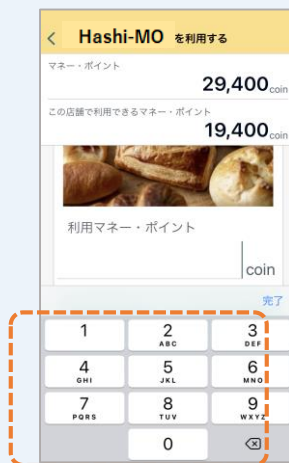 < Hashi-MO を利用する
マネー・ポイント
29,400coin
この店舗で利用できるマネー・ポイント
19,400coin
利用マネー・ポイント
coin
完了
1 2 3
ABC DEF
4 5 6
GHI JKL MNO
7 8 9
PQRS TUV WXYZ
0